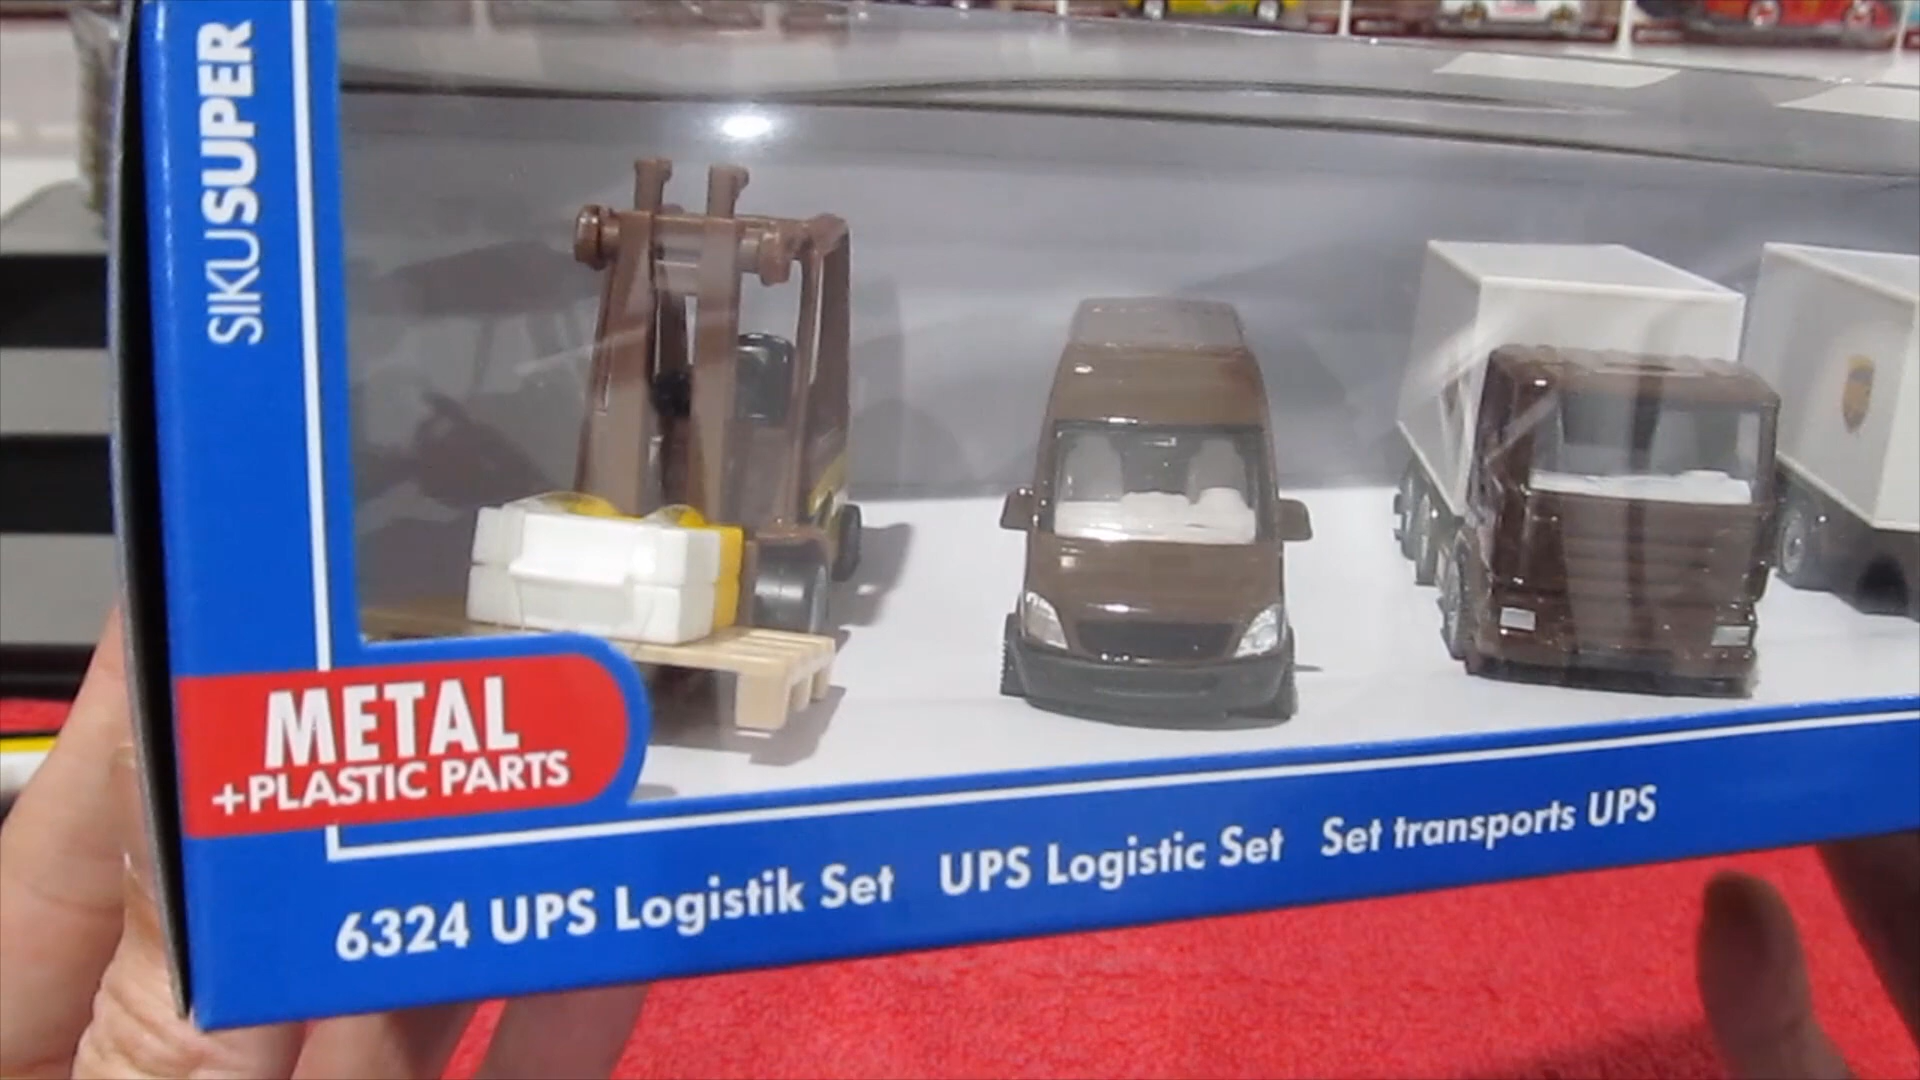 SIKUSUPER
METAL
+PLASTIC PARTS
6324 UPS Logistik Set UPS Logistic Set Set transports UPS